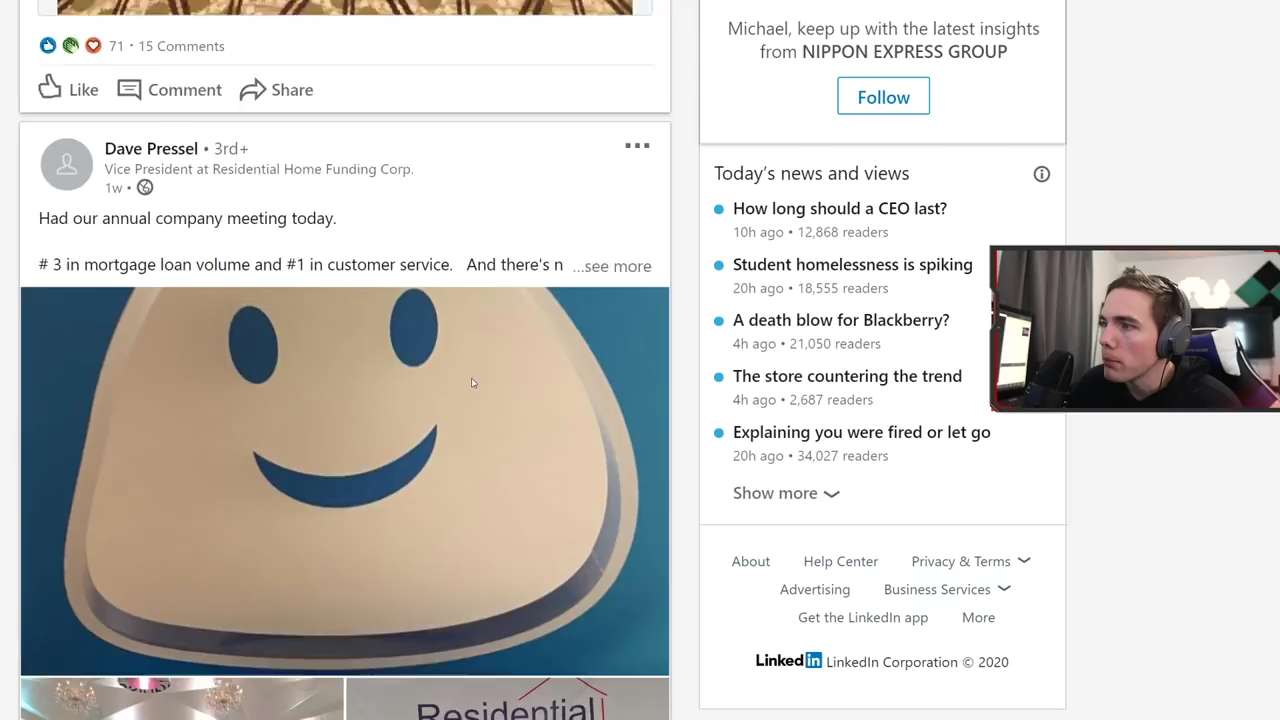 71 • 15 Comments
Like
Comment
Share
Dave Pressel • 3rd+
Vice President at Residential Home Funding Corp.
1w •
Had our annual company meeting today.
# 3 in mortgage loan volume and #1 in customer service. And there's n ...see more
Residential
Michael, keep up with the latest insights
from NIPPON EXPRESS GROUP
Follow
Today's news and views
How long should a CEO last?
10h ago • 12,868 readers
Student homelessness is spiking
20h ago • 18,555 readers
A death blow for Blackberry?
4h ago • 21,050 readers
The store countering the trend
4h ago • 2,687 readers
Explaining you were fired or let go
20h ago • 34,027 readers
Show more
About
Help Center
Privacy & Terms
Advertising
Business Services
Get the LinkedIn app
More
LinkedIn LinkedIn Corporation © 2020